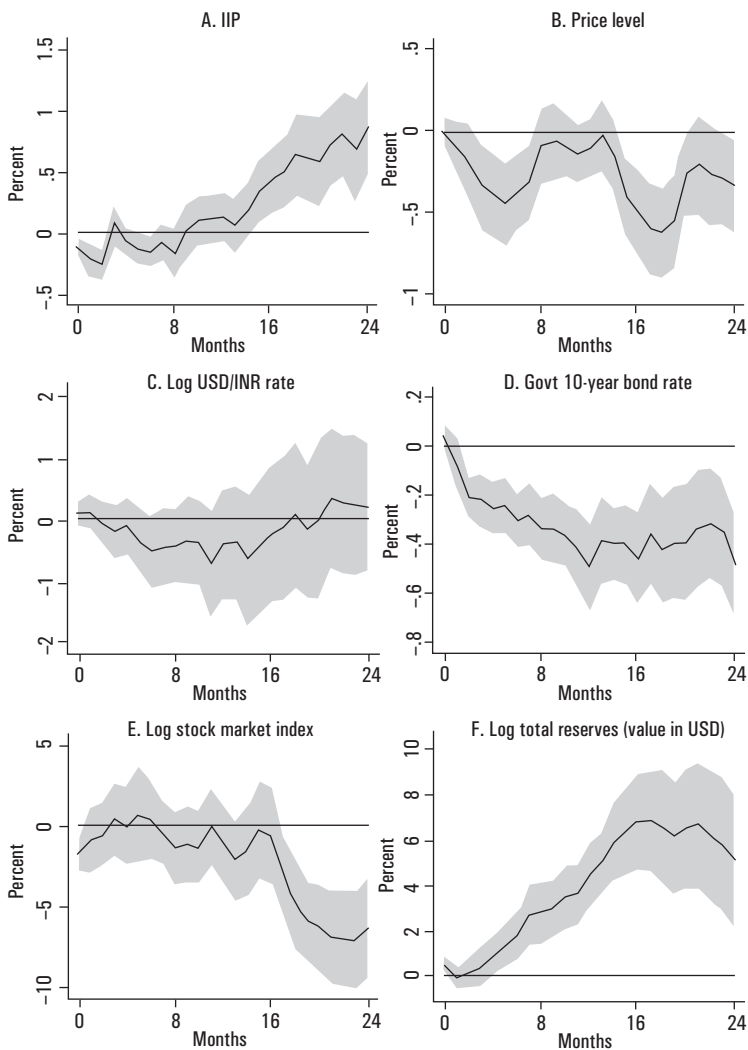 A. IIP
Percent
1.5
1
.5
0
-.5
0 8 16 24
Months
B. Price level
Percent
.5
0
-.5
-1
0 8 16 24
Months
C. Log USD/INR rate
Percent
2
1
0
-1
-2
0 8 16 24
Months
D. Govt 10-year bond rate
Percent
.2
0
-.2
-.4
-.6
-.8
0 8 16 24
Months
E. Log stock market index
Percent
5
0
-5
-10
0 8 16 24
Months
F. Log total reserves (value in USD)
Percent
10
8
6
4
2
0
0 8 16 24
Months